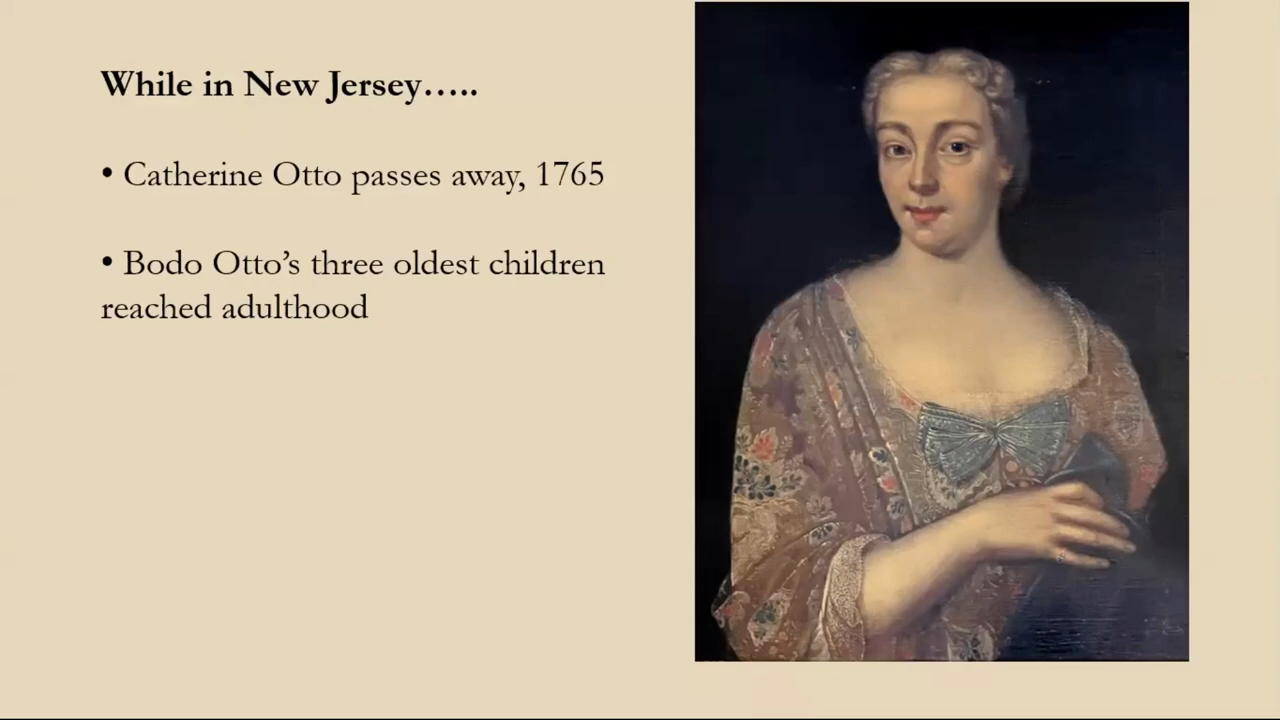 While in New Jersey…..
• Catherine Otto passes away, 1765
• Bodo Otto’s three oldest children
reached adulthood